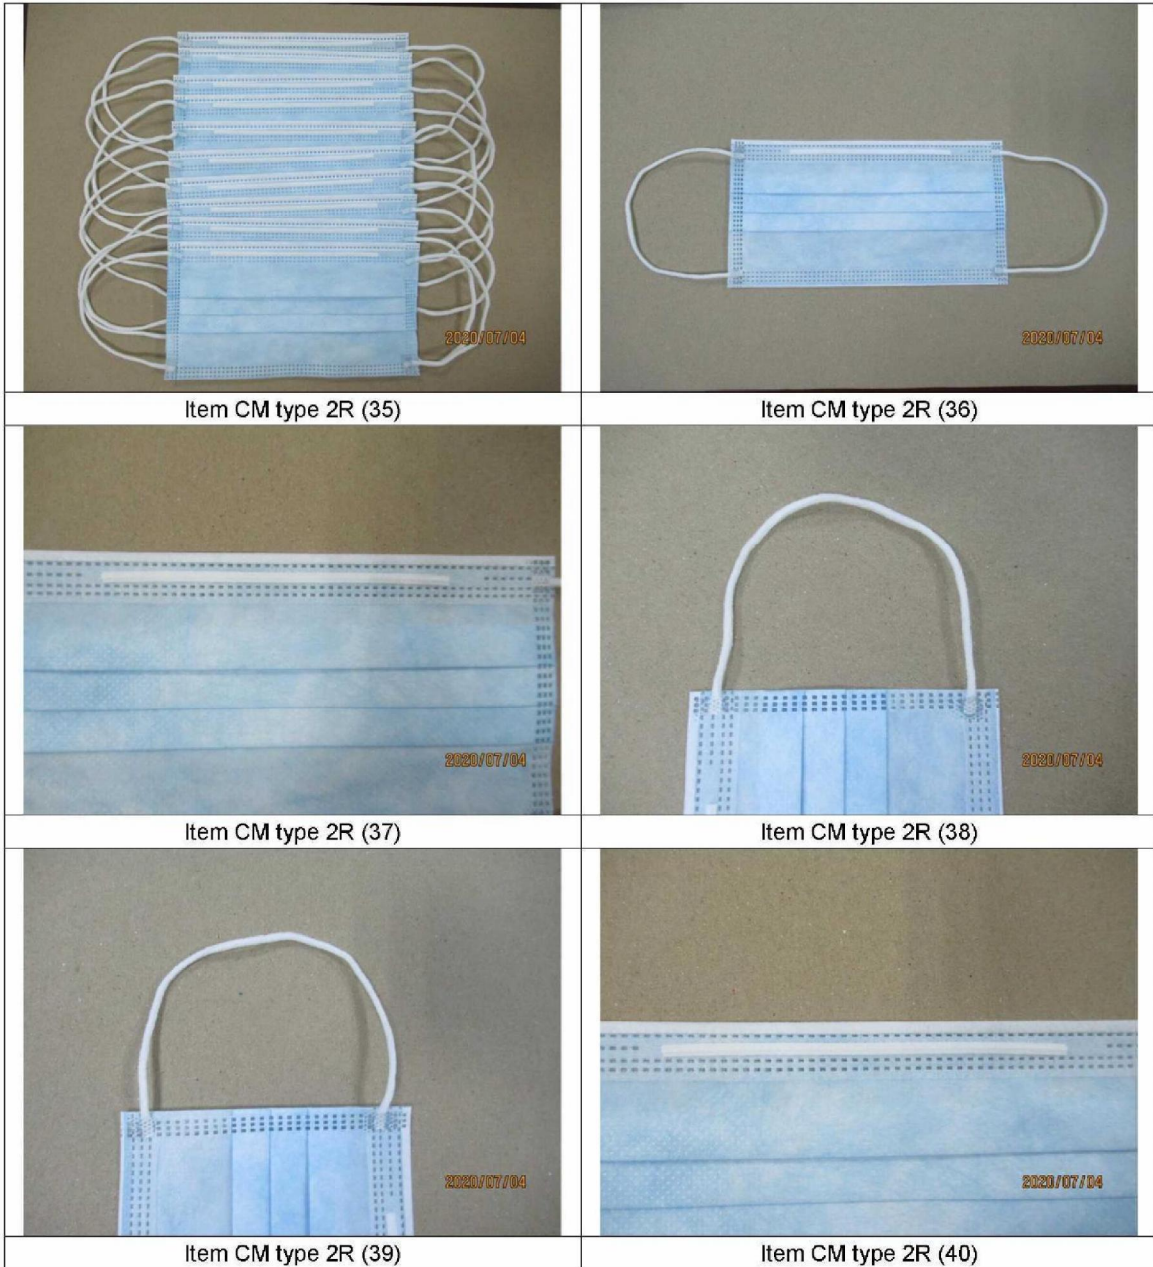 2020/07/04
2020/07/04
Item CM type 2R (35)
Item CM type 2R (36)
2020/07/04
2020/07/04
Item CM type 2R (37)
Item CM type 2R (38)
2020/07/04
2020/07/04
Item CM type 2R (39)
Item CM type 2R (40)